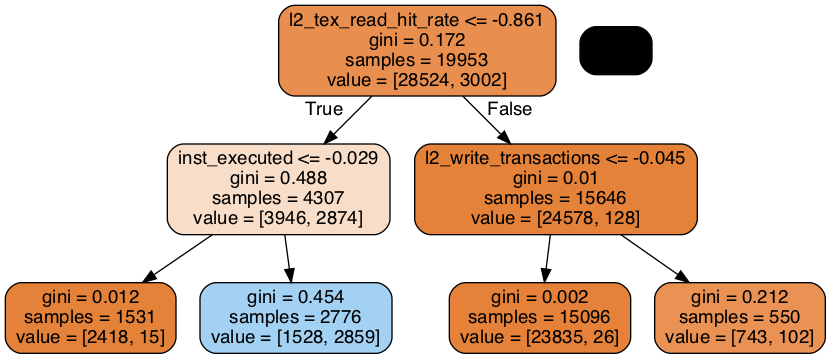 l2_tex_read_hit_rate <= -0.861
gini = 0.172
samples = 19953
value = [28524, 3002]
True
False
inst_executed <= -0.029
gini = 0.488
samples = 4307
value = [3946, 2874]
l2_write_transactions <= -0.045
gini = 0.01
samples = 15646
value = [24578, 128]
gini = 0.012
samples = 1531
value = [2418, 15]
gini = 0.454
samples = 2776
value = [1528, 2859]
gini = 0.002
samples = 15096
value = [23835, 26]
gini = 0.212
samples = 550
value = [743, 102]